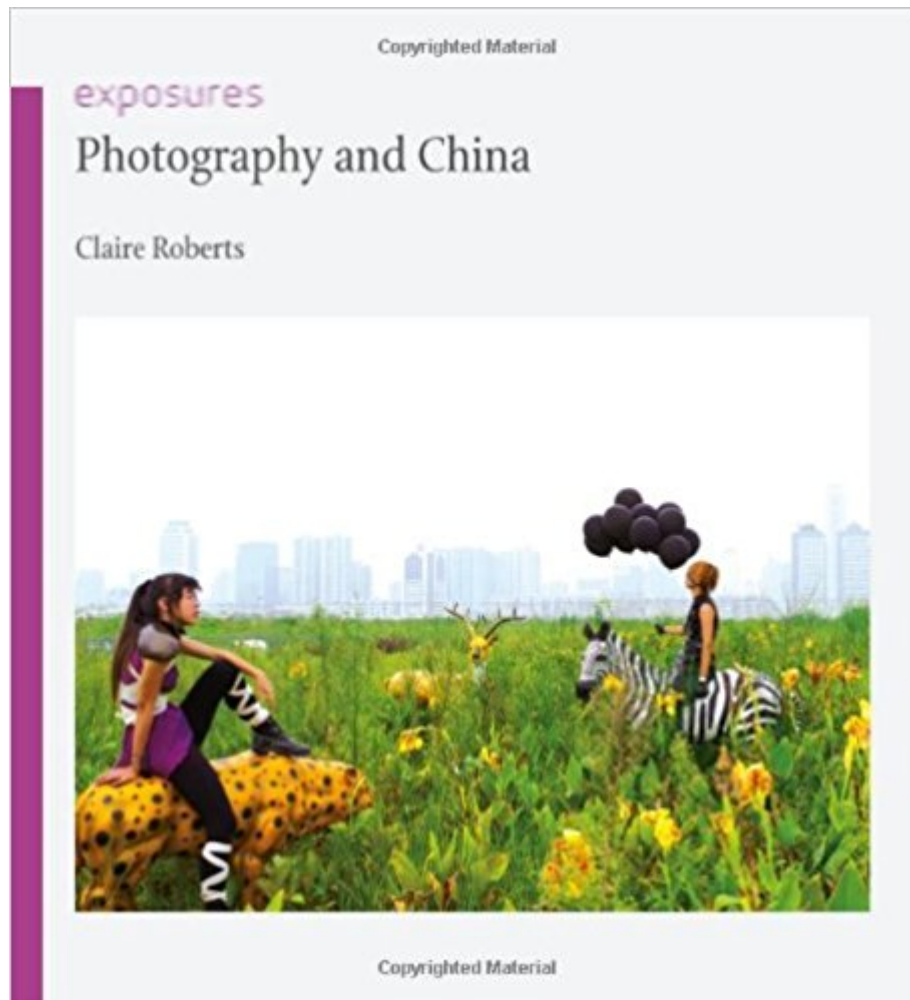 Copyrighted Material
exposures
Photography and China
Claire Roberts
Copyrighted Material